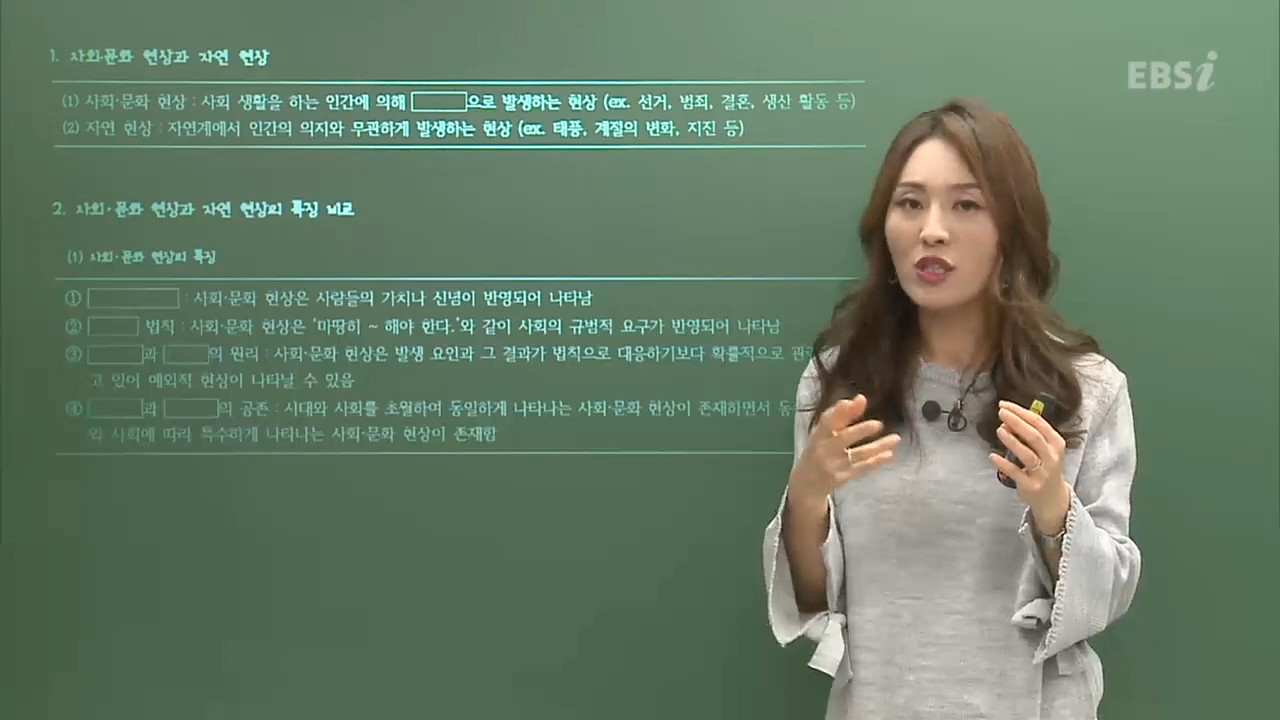 1. 사회·문화 현상과 자연 현상
EBSi
(1) 사회·문화 현상 : 사회 생활을 하는 인간에 의해 으로 발생하는 현상 (ex. 선거, 범죄, 결혼, 생산 활동 등)
(2) 자연 현상 : 자연계에서 인간의 의지와 무관하게 발생하는 현상 (ex. 태풍, 계절의 변화, 지진 등)
2. 사회·문화 현상과 자연 현상의 특징 비교
(1) 사회·문화 현상의 특징
① : 사회·문화 현상은 사람들의 가치나 신념이 반영되어 나타남
② 법칙 : 사회·문화 현상은 '마땅히 ~ 해야 한다.'와 같이 사회의 규범적 요구가 반영되어 나타남
③ 과 의 원리 : 사회·문화 현상은 발생 요인과 그 결과가 법칙으로 대응하기보다 확률적으로
고 있어 예외적 현상이 나타날 수 있음
④ 과 의 공존 : 시대와 사회를 초월하여 동일하게 나타나는 사회·문화 현상이 존재하면서
와 사회에 따라 특수하게 나타나는 사회·문화 현상이 존재함